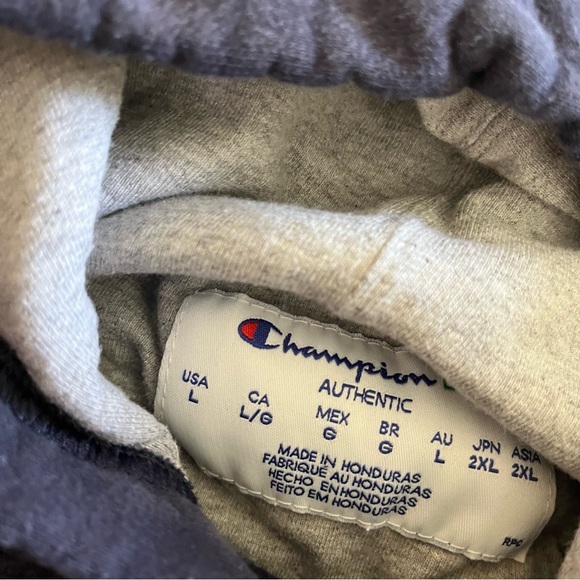 Champion
AUTHENTIC
USA CA MEX BR AU JPN ASIA
L L/G G G L 2XL 2XL
MADE IN HONDURAS
FABRIQUE AU HONDURAS
HECHO EN HONDURAS
FEITO EM HONDURAS